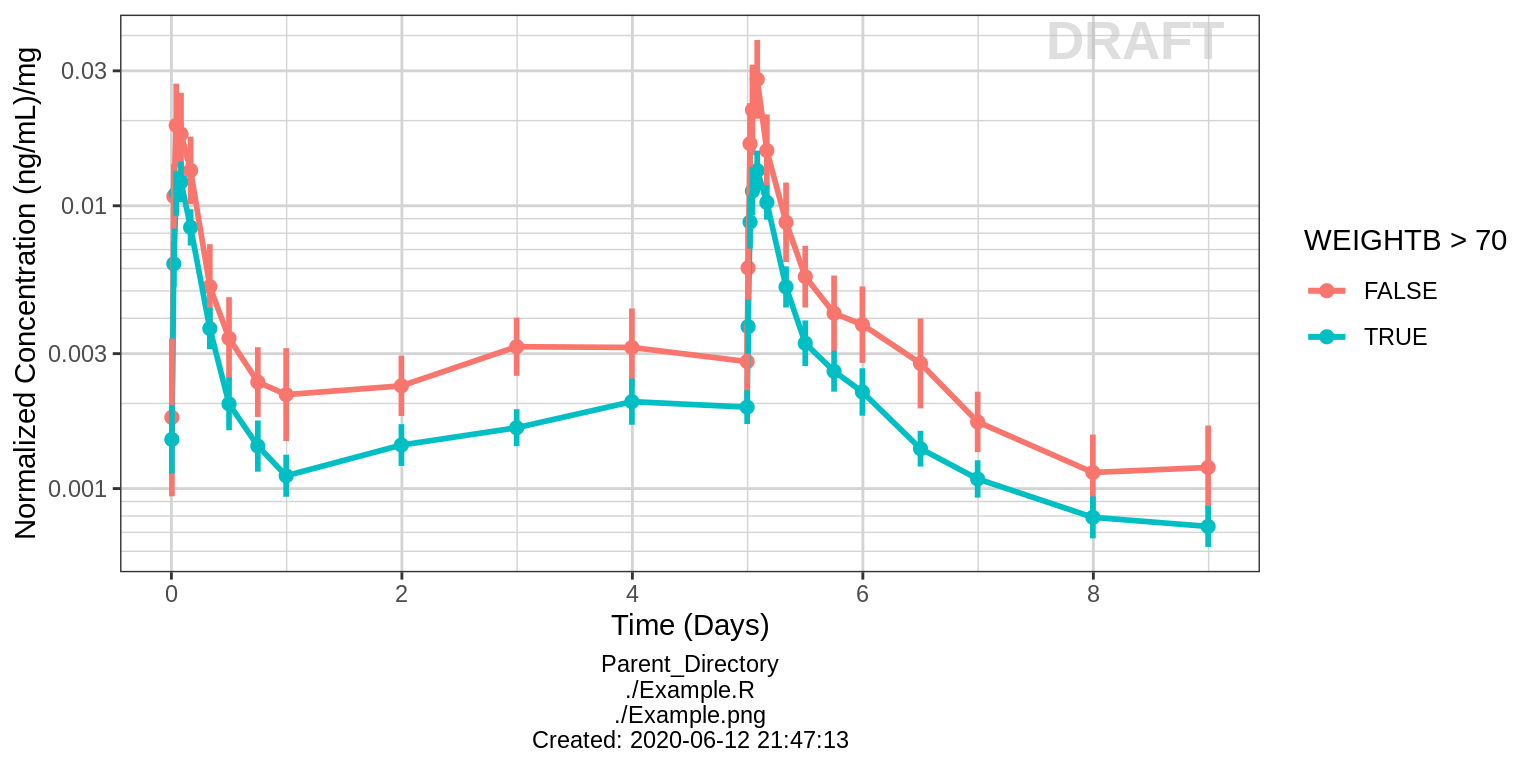 DRAFT
Normalized Concentration (ng/mL)/mg
0.03
0.01
0.003
0.001
0
2
4
6
8
Time (Days)
WEIGHTB > 70
FALSE
TRUE
Parent_Directory
./Example.R
./Example.png
Created: 2020-06-12 21:47:13